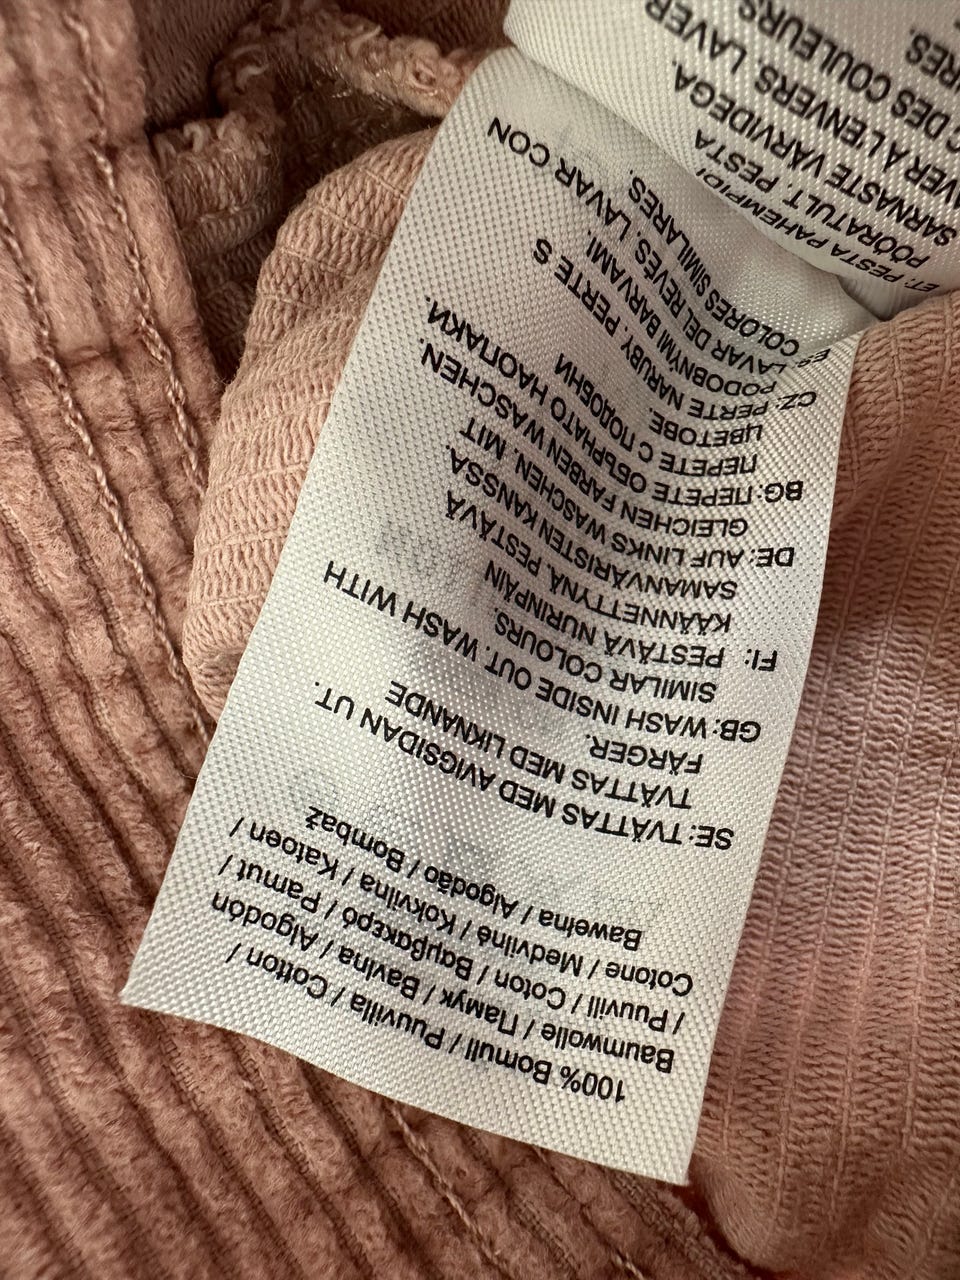 100% Bomull / Puuvilla / Cotton /
Baumwolle / Памук / Bavlna / Algodón
/ Puuvill / Coton / Βαμβακερό / Pamut /
Cotone / Medvilnė / Kokvilna / Katoen /
Bawełna / Algodão / Bombaž
SE: TVÄTTAS MED AVIGSIDAN UT.
TVÄTTAS MED LIKNANDE
FÄRGER.
GB: WASH INSIDE OUT. WASH WITH
SIMILAR COLOURS.
FI: PESTÄVÄ NURINPÄIN
KÄÄNNETTYNÄ. PESTÄVÄ
SAMANVÄRISTEN KANSSA.
DE: AUF LINKS WASCHEN. MIT
GLEICHEN FARBEN WASCHEN.
BG: ПЕРЕТЕ ОБЪРНАТО НАОПАКИ.
ПЕРЕТЕ С ПОДОБНИ
ЦВЕТОВЕ.
CZ: PERTE NARUBY. PERTE S
PODOBNÝMI BARVAMI.
ES: LAVAR DEL REVÉS. LAVAR CON
COLORES SIMILARES.
ET: PESTA PAHEMPIDI
PÖÖRATULT. PESTA
SARNASTE VÄRVIDEGA.
À L'ENVERS. LAVER
DES COULEURS